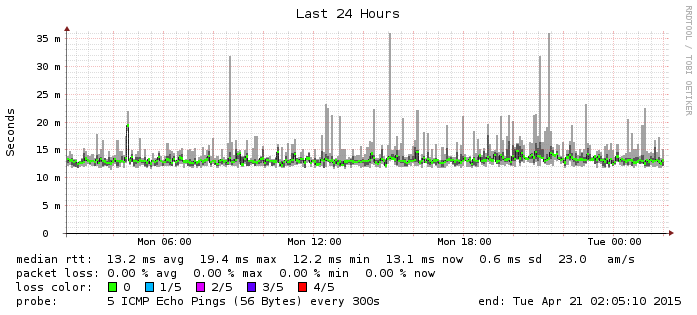 Last 24 Hours
RRDTOOL / TOBI OETIKER
Seconds
35 m
30 m
25 m
20 m
15 m
10 m
5 m
0
Mon 06:00 Mon 12:00 Mon 18:00 Tue 00:00
median rtt: 13.2 ms avg 19.4 ms max 12.2 ms min 13.1 ms now 0.6 ms sd 23.0 am/s
packet loss: 0.00 % avg 0.00 % max 0.00 % min 0.00 % now
loss color: 0 1/5 2/5 3/5 4/5
probe: 5 ICMP Echo Pings (56 Bytes) every 300s end: Tue Apr 21 02:05:10 2015